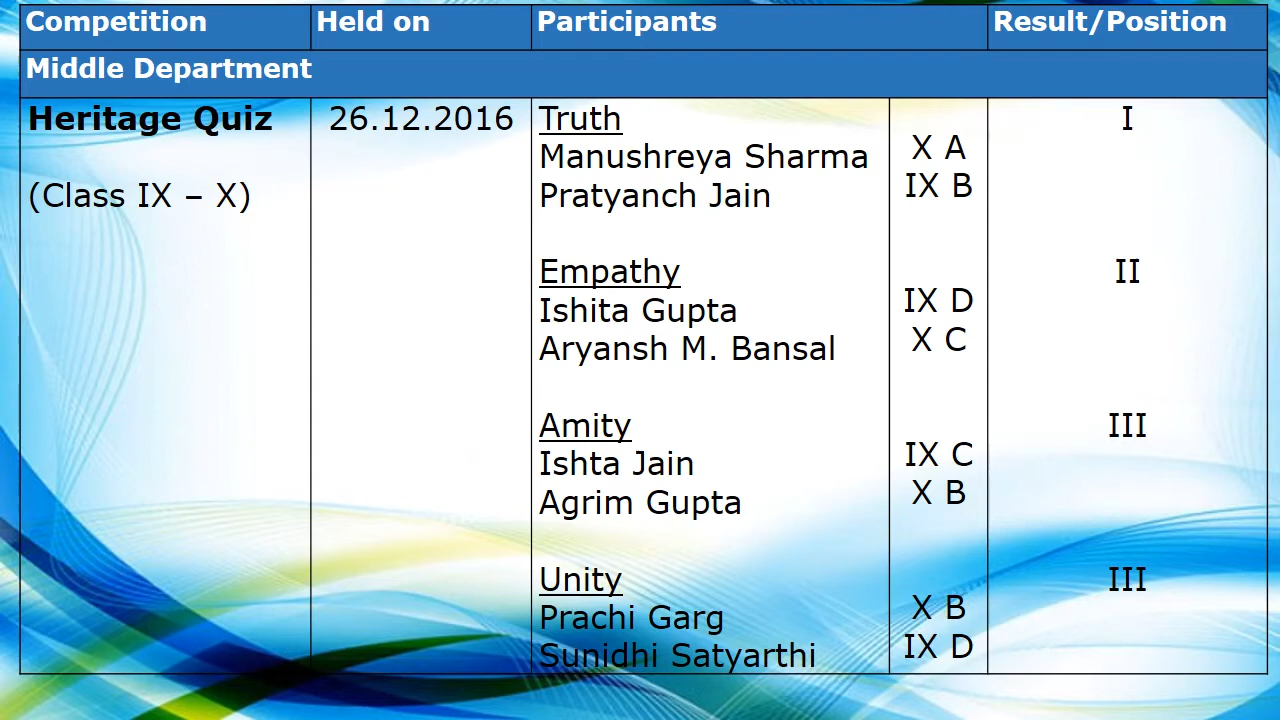 Competition Held on Participants Result/Position
Middle Department
Heritage Quiz 26.12.2016 Truth I
Manushreya Sharma X A
(Class IX – X) Pratyanch Jain IX B
Empathy II
Ishita Gupta IX D
Aryansh M. Bansal X C
Amity III
Ishta Jain IX C
Agrim Gupta X B
Unity III
Prachi Garg X B
Sunidhi Satyarthi IX D